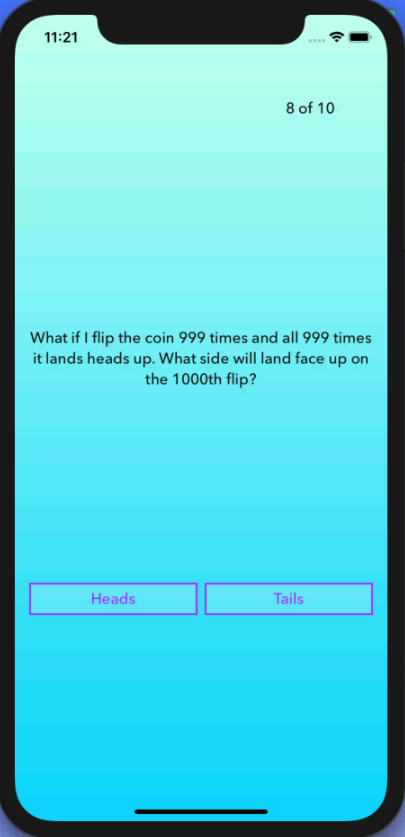 11:21
8 of 10
What if I flip the coin 999 times and all 999 times
it lands heads up. What side will land face up on
the 1000th flip?
Heads
Tails